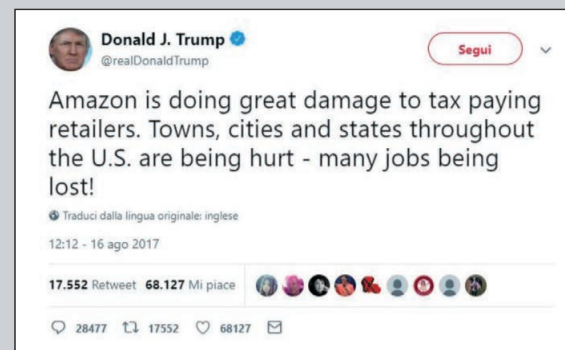 Donald J. Trump
@realDonaldTrump
Segui
Amazon is doing great damage to tax paying
retailers. Towns, cities and states throughout
the U.S. are being hurt - many jobs being
lost!
Traduci dalla lingua originale: inglese
12:12 - 16 ago 2017
17.552 Retweet 68.127 Mi piace
28477 17552 68127